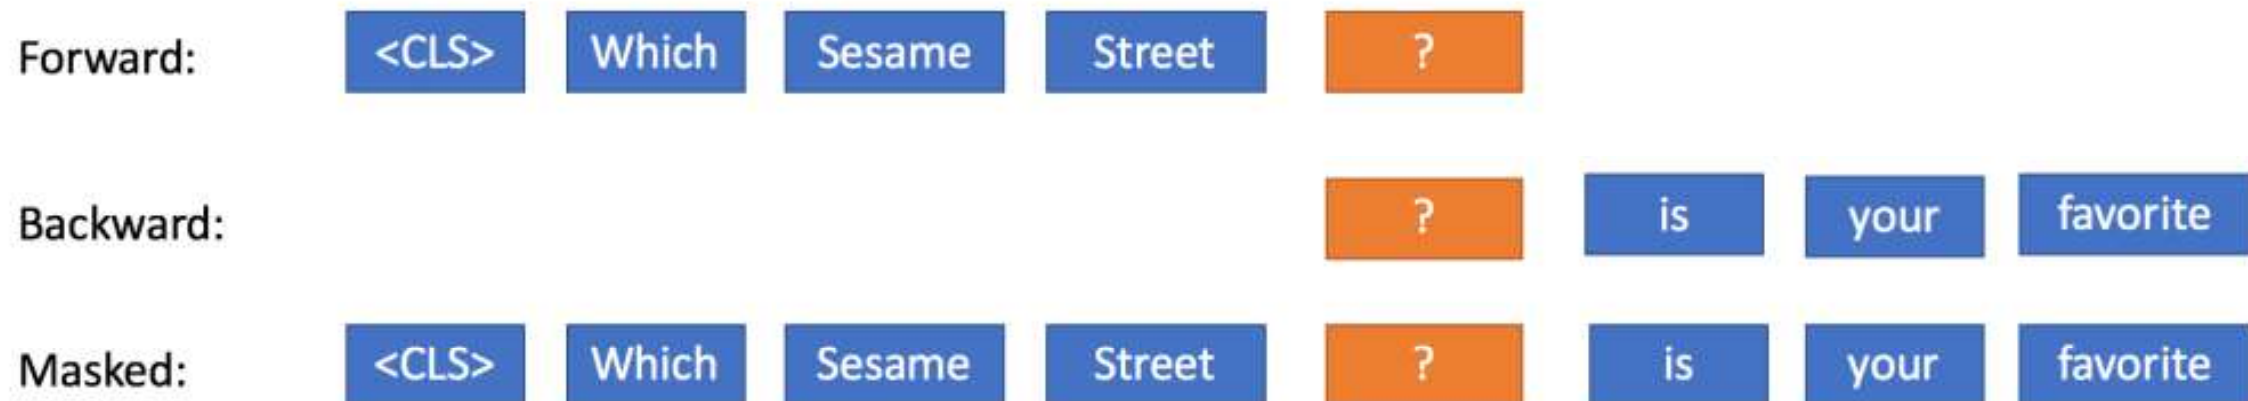 Forward: <CLS> Which Sesame Street ?
Backward: ? is your favorite
Masked: <CLS> Which Sesame Street ? is your favorite